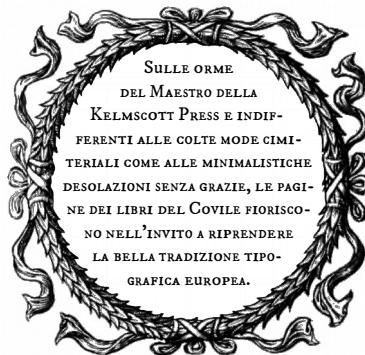 Sulle orme
del Maestro della
Kelmscott Press e indif-
ferenti alle colte mode cimi-
teriali come alle minimalistiche
desolazioni senza grazie, le pagi-
ne dei libri del Covile fiorisco-
no nell'invito a riprendere
la bella tradizione tipo-
grafica europea.